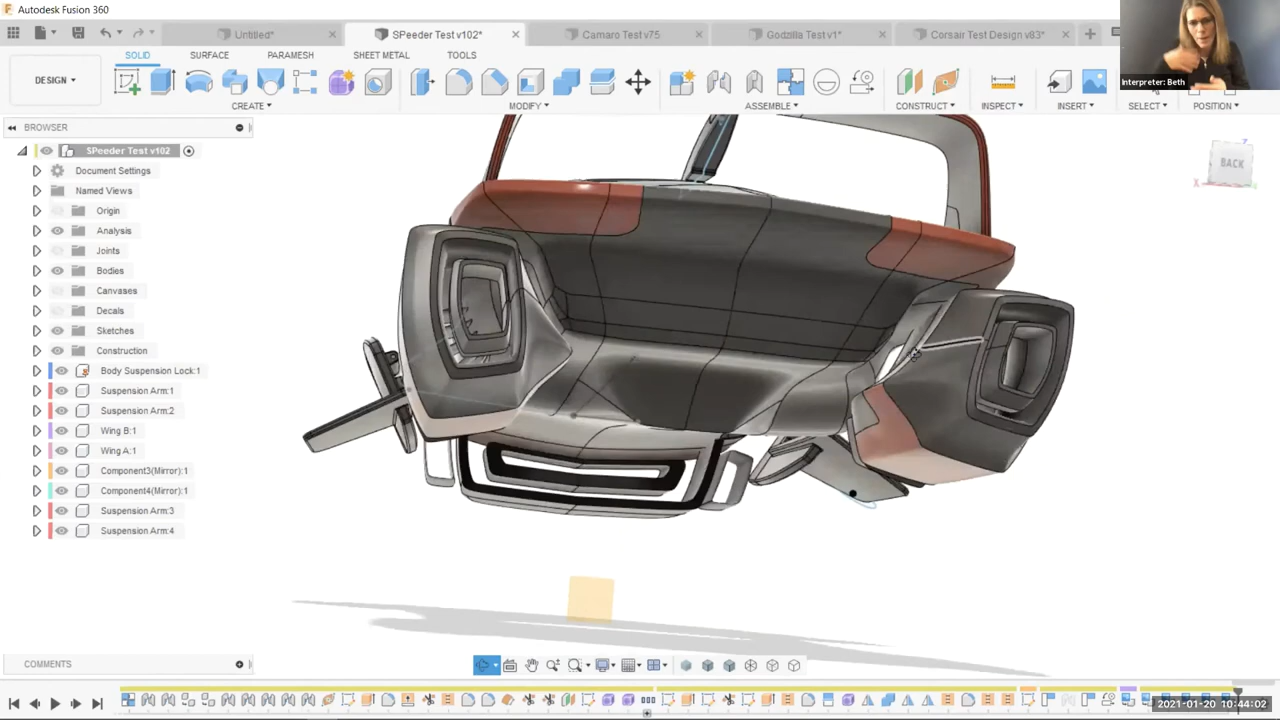 Autodesk Fusion 360
Untitled*
SPeeder Test v102*
Camaro Test v75
Godzilla Test v1*
Corsair Test Design v83*
Interpreter: Beth
SOLID
SURFACE
PARAMESH
SHEET METAL
TOOLS
DESIGN
CREATE
MODIFY
ASSEMBLE
CONSTRUCT
INSPECT
INSERT
SELECT
POSITION
BROWSER
SPeeder Test v102
Document Settings
Named Views
Origin
Analysis
Joints
Bodies
Canvases
Decals
Sketches
Construction
Body Suspension Lock:1
Suspension Arm:1
Suspension Arm:2
Wing B:1
Wing A:1
Component3(Mirror):1
Component4(Mirror):1
Suspension Arm:3
Suspension Arm:4
BACK
Z
X
COMMENTS
2021-01-20 10:44:02